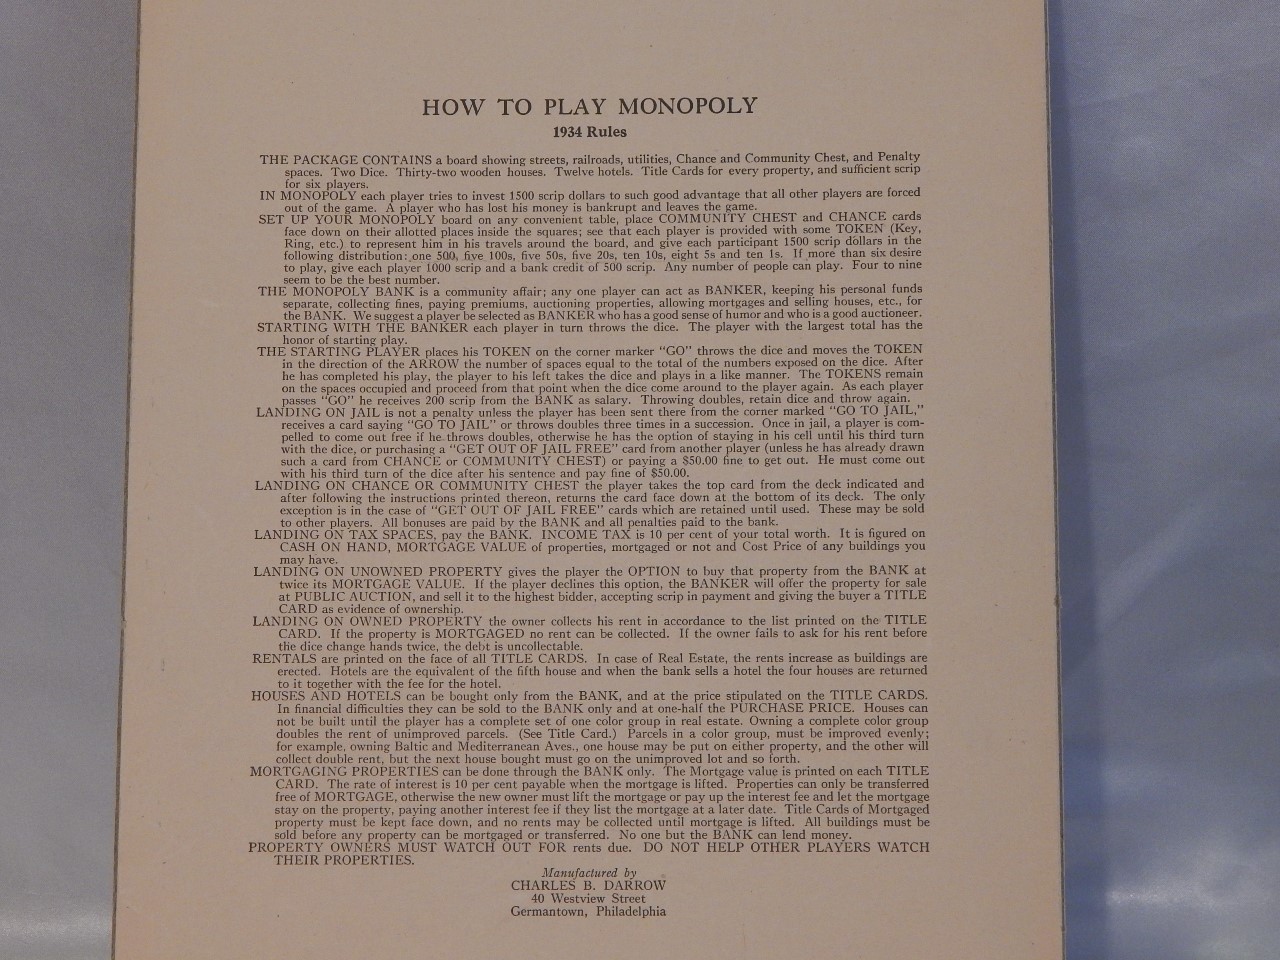 HOW TO PLAY MONOPOLY
1934 Rules
THE PACKAGE CONTAINS a board showing streets, railroads, utilities, Chance and Community Chest, and Penalty
spaces. Two Dice. Thirty-two wooden houses. Twelve hotels. Title Cards for every property, and sufficient scrip
for six players.
IN MONOPOLY each player tries to invest 1500 scrip dollars to such good advantage that all other players are forced
out of the game. A player who has lost his money is bankrupt and leaves the game.
SET UP YOUR MONOPOLY board on any convenient table, place COMMUNITY CHEST and CHANCE cards
face down on their allotted places inside the squares; see that each player is provided with some TOKEN (Key,
Ring, etc.) to represent him in his travels around the board, and give each participant 1500 scrip dollars in the
following distribution: one 500, five 100s, five 50s, five 20s, ten 10s, eight 5s and ten 1s. If more than six desire
to play, give each player 1000 scrip and a bank credit of 500 scrip. Any number of people can play. Four to nine
seem to be the best number.
THE MONOPOLY BANK is a community affair; any one player can act as BANKER, keeping his personal funds
separate, collecting fines, paying premiums, auctioning properties, allowing mortgages and selling houses, etc., for
the BANK. We suggest a player be selected as BANKER who has a good sense of humor and who is a good auctioneer.
STARTING WITH THE BANKER each player in turn throws the dice. The player with the largest total has the
honor of starting play.
THE STARTING PLAYER places his TOKEN on the corner marker “GO” throws the dice and moves the TOKEN
in the direction of the ARROW the number of spaces equal to the total of the numbers exposed on the dice. After
he has completed his play, the player to his left takes the dice and plays in a like manner. The TOKENS remain
on the spaces occupied and proceed from that point when the dice come around to the player again. As each player
passes “GO” he receives 200 scrip from the BANK as salary. Throwing doubles, retain dice and throw again.
LANDING ON JAIL is not a penalty unless the player has been sent there from the corner marked “GO TO JAIL,”
receives a card saying “GO TO JAIL” or throws doubles three times in a succession. Once in jail, a player is com-
pelled to come out free if he throws doubles, otherwise he has the option of staying in his cell until his third turn
with the dice, or purchasing a “GET OUT OF JAIL FREE” card from another player (unless he has already drawn
such a card from CHANCE or COMMUNITY CHEST) or paying a $50.00 fine to get out. He must come out
with his third turn of the dice after his sentence and pay fine of $50.00.
LANDING ON CHANCE OR COMMUNITY CHEST the player takes the top card from the deck indicated and
after following the instructions printed thereon, returns the card face down at the bottom of its deck. The only
exception is in the case of “GET OUT OF JAIL FREE” cards which are retained until used. These may be sold
to other players. All bonuses are paid by the BANK and all penalties paid to the bank.
LANDING ON TAX SPACES, pay the BANK. INCOME TAX is 10 per cent of your total worth. It is figured on
CASH ON HAND, MORTGAGE VALUE of properties, mortgaged or not and Cost Price of any buildings you
may have.
LANDING ON UNOWNED PROPERTY gives the player the OPTION to buy that property from the BANK at
twice its MORTGAGE VALUE. If the player declines this option, the BANKER will offer the property for sale
at PUBLIC AUCTION, and sell it to the highest bidder, accepting scrip in payment and giving the buyer a TITLE
CARD as evidence of ownership.
LANDING ON OWNED PROPERTY the owner collects his rent in accordance to the list printed on the TITLE
CARD. If the property is MORTGAGED no rent can be collected. If the owner fails to ask for his rent before
the dice change hands twice, the debt is uncollectable.
RENTALS are printed on the face of all TITLE CARDS. In case of Real Estate, the rents increase as buildings are
erected. Hotels are the equivalent of the fifth house and when the bank sells a hotel the four houses are returned
to it together with the fee for the hotel.
HOUSES AND HOTELS can be bought only from the BANK, and at the price stipulated on the TITLE CARDS.
In financial difficulties they can be sold to the BANK only and at one-half the PURCHASE PRICE. Houses can
not be built until the player has a complete set of one color group in real estate. Owning a complete color group
doubles the rent of unimproved parcels. (See Title Card.) Parcels in a color group, must be improved evenly;
for example, owning Baltic and Mediterranean Aves., one house may be put on either property, and the other will
collect double rent, but the next house bought must go on the unimproved lot and so forth.
MORTGAGING PROPERTIES can be done through the BANK only. The Mortgage value is printed on each TITLE
CARD. The rate of interest is 10 per cent payable when the mortgage is lifted. Properties can only be transferred
free of MORTGAGE, otherwise the new owner must lift the mortgage or pay up the interest fee and let the mortgage
stay on the property, paying another interest fee if they list the mortgage at a later date. Title Cards of Mortgaged
property must be kept face down, and no rents may be collected until mortgage is lifted. All buildings must be
sold before any property can be mortgaged or transferred. No one but the BANK can lend money.
PROPERTY OWNERS MUST WATCH OUT FOR rents due. DO NOT HELP OTHER PLAYERS WATCH
THEIR PROPERTIES.
Manufactured by
CHARLES B. DARROW
40 Westview Street
Germantown, Philadelphia